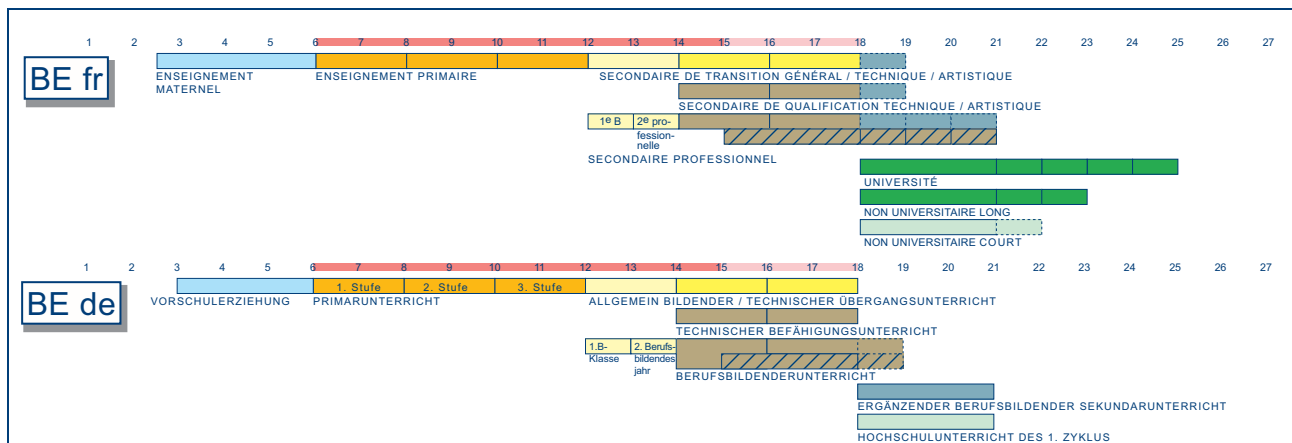 1 2 3 4 5 6 7 8 9 10 11 12 13 14 15 16 17 18 19 20 21 22 23 24 25 26 27
BE fr
ENSEIGNEMENT
MATERNEL
ENSEIGNEMENT PRIMAIRE
SECONDAIRE DE TRANSITION GÉNÉRAL / TECHNIQUE / ARTISTIQUE
SECONDAIRE DE QUALIFICATION TECHNIQUE / ARTISTIQUE
1e B
2e pro-
fession-
nelle
SECONDAIRE PROFESSIONNEL
UNIVERSITÉ
NON UNIVERSITAIRE LONG
NON UNIVERSITAIRE COURT
1 2 3 4 5 6 7 8 9 10 11 12 13 14 15 16 17 18 19 20 21 22 23 24 25 26 27
BE de
1. Stufe 2. Stufe 3. Stufe
VORSCHULERZIEHUNG
PRIMARUNTERRICHT
ALLGEMEIN BILDENDER / TECHNISCHER ÜBERGANGSUNTERRICHT
TECHNISCHER BEFÄHIGUNGSUNTERRICHT
1.B-
Klasse
2. Berufs-
bildendes
jahr
BERUFSBILDENDERUNTERRICHT
ERGÄNZENDER BERUFSBILDENDER SEKUNDARUNTERRICHT
HOCHSCHULUNTERRICHT DES 1. ZYKLUS